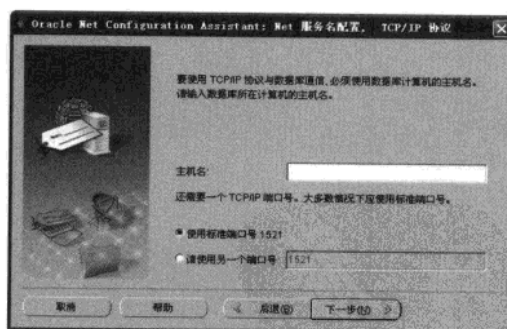 Oracle Net Configuration Assistant: Net 服务名配置, TCP/IP 协议
要使用 TCP/IP 协议与数据库通信, 必须使用数据库计算机的主机名。
请输入数据库所在计算机的主机名。
主机名:
还需要一个 TCP/IP 端口号。大多数情况下应使用标准端口号。
使用标准端口号 1521
请使用另一个端口号: 1521
取消 帮助 后退(B) 下一步(N)